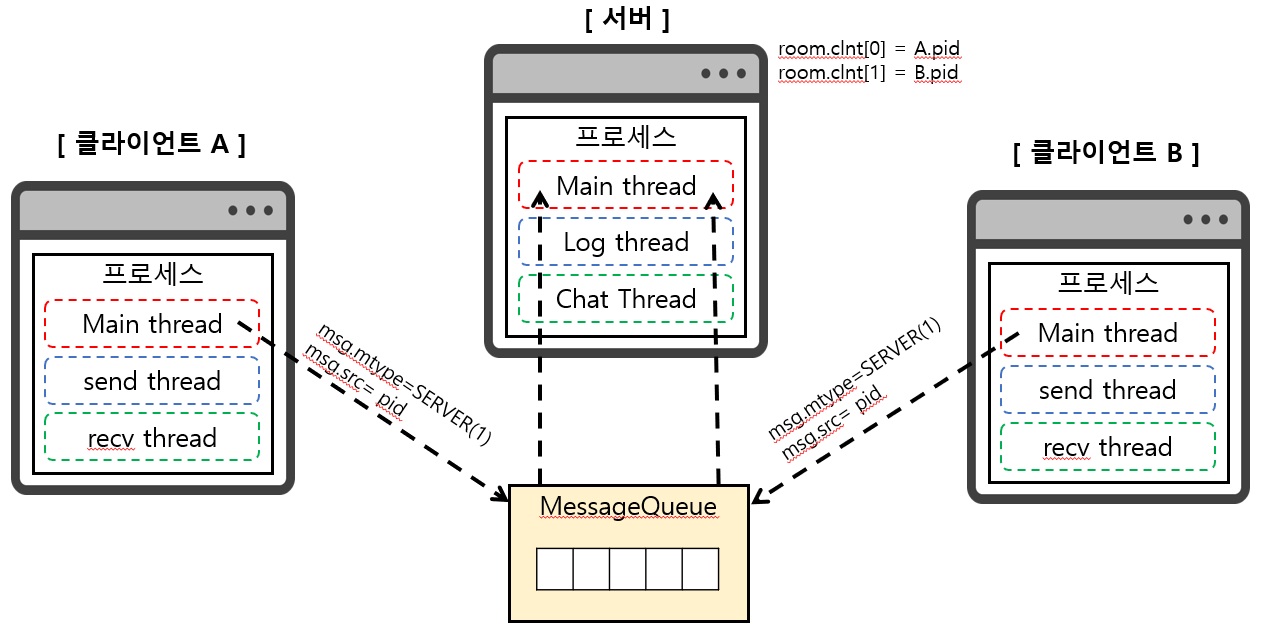 [ 서버 ]
room.clnt[0] = A.pid
room.clnt[1] = B.pid
프로세스
Main thread
Log thread
Chat Thread
[ 클라이언트 A ]
프로세스
Main thread
send thread
recv thread
msg.mtype=SERVER(1)
msg.src= pid
[ 클라이언트 B ]
프로세스
Main thread
send thread
recv thread
msg.mtype=SERVER(1)
msg.src= pid
MessageQueue